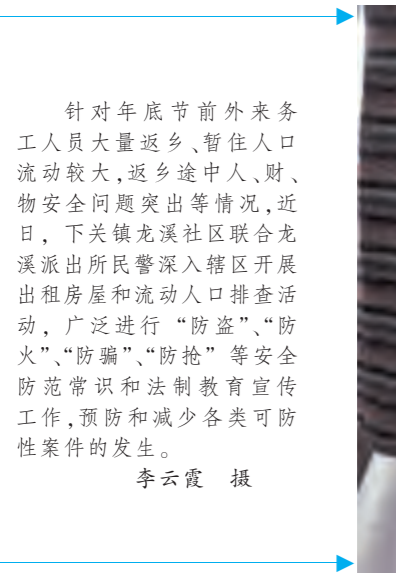 针对年底节前外来务
工人员大量返乡、暂住人口
流动较大,返乡途中人、财、
物安全问题突出等情况,近
日，下关镇龙溪社区联合龙
溪派出所民警深入辖区开展
出租房屋和流动人口排查活
动，广泛进行“防盗”、“防
火”、“防骗”、“防抢”等安全
防范常识和法制教育宣传
工作,预防和减少各类可防
性案件的发生。
李云霞　摄